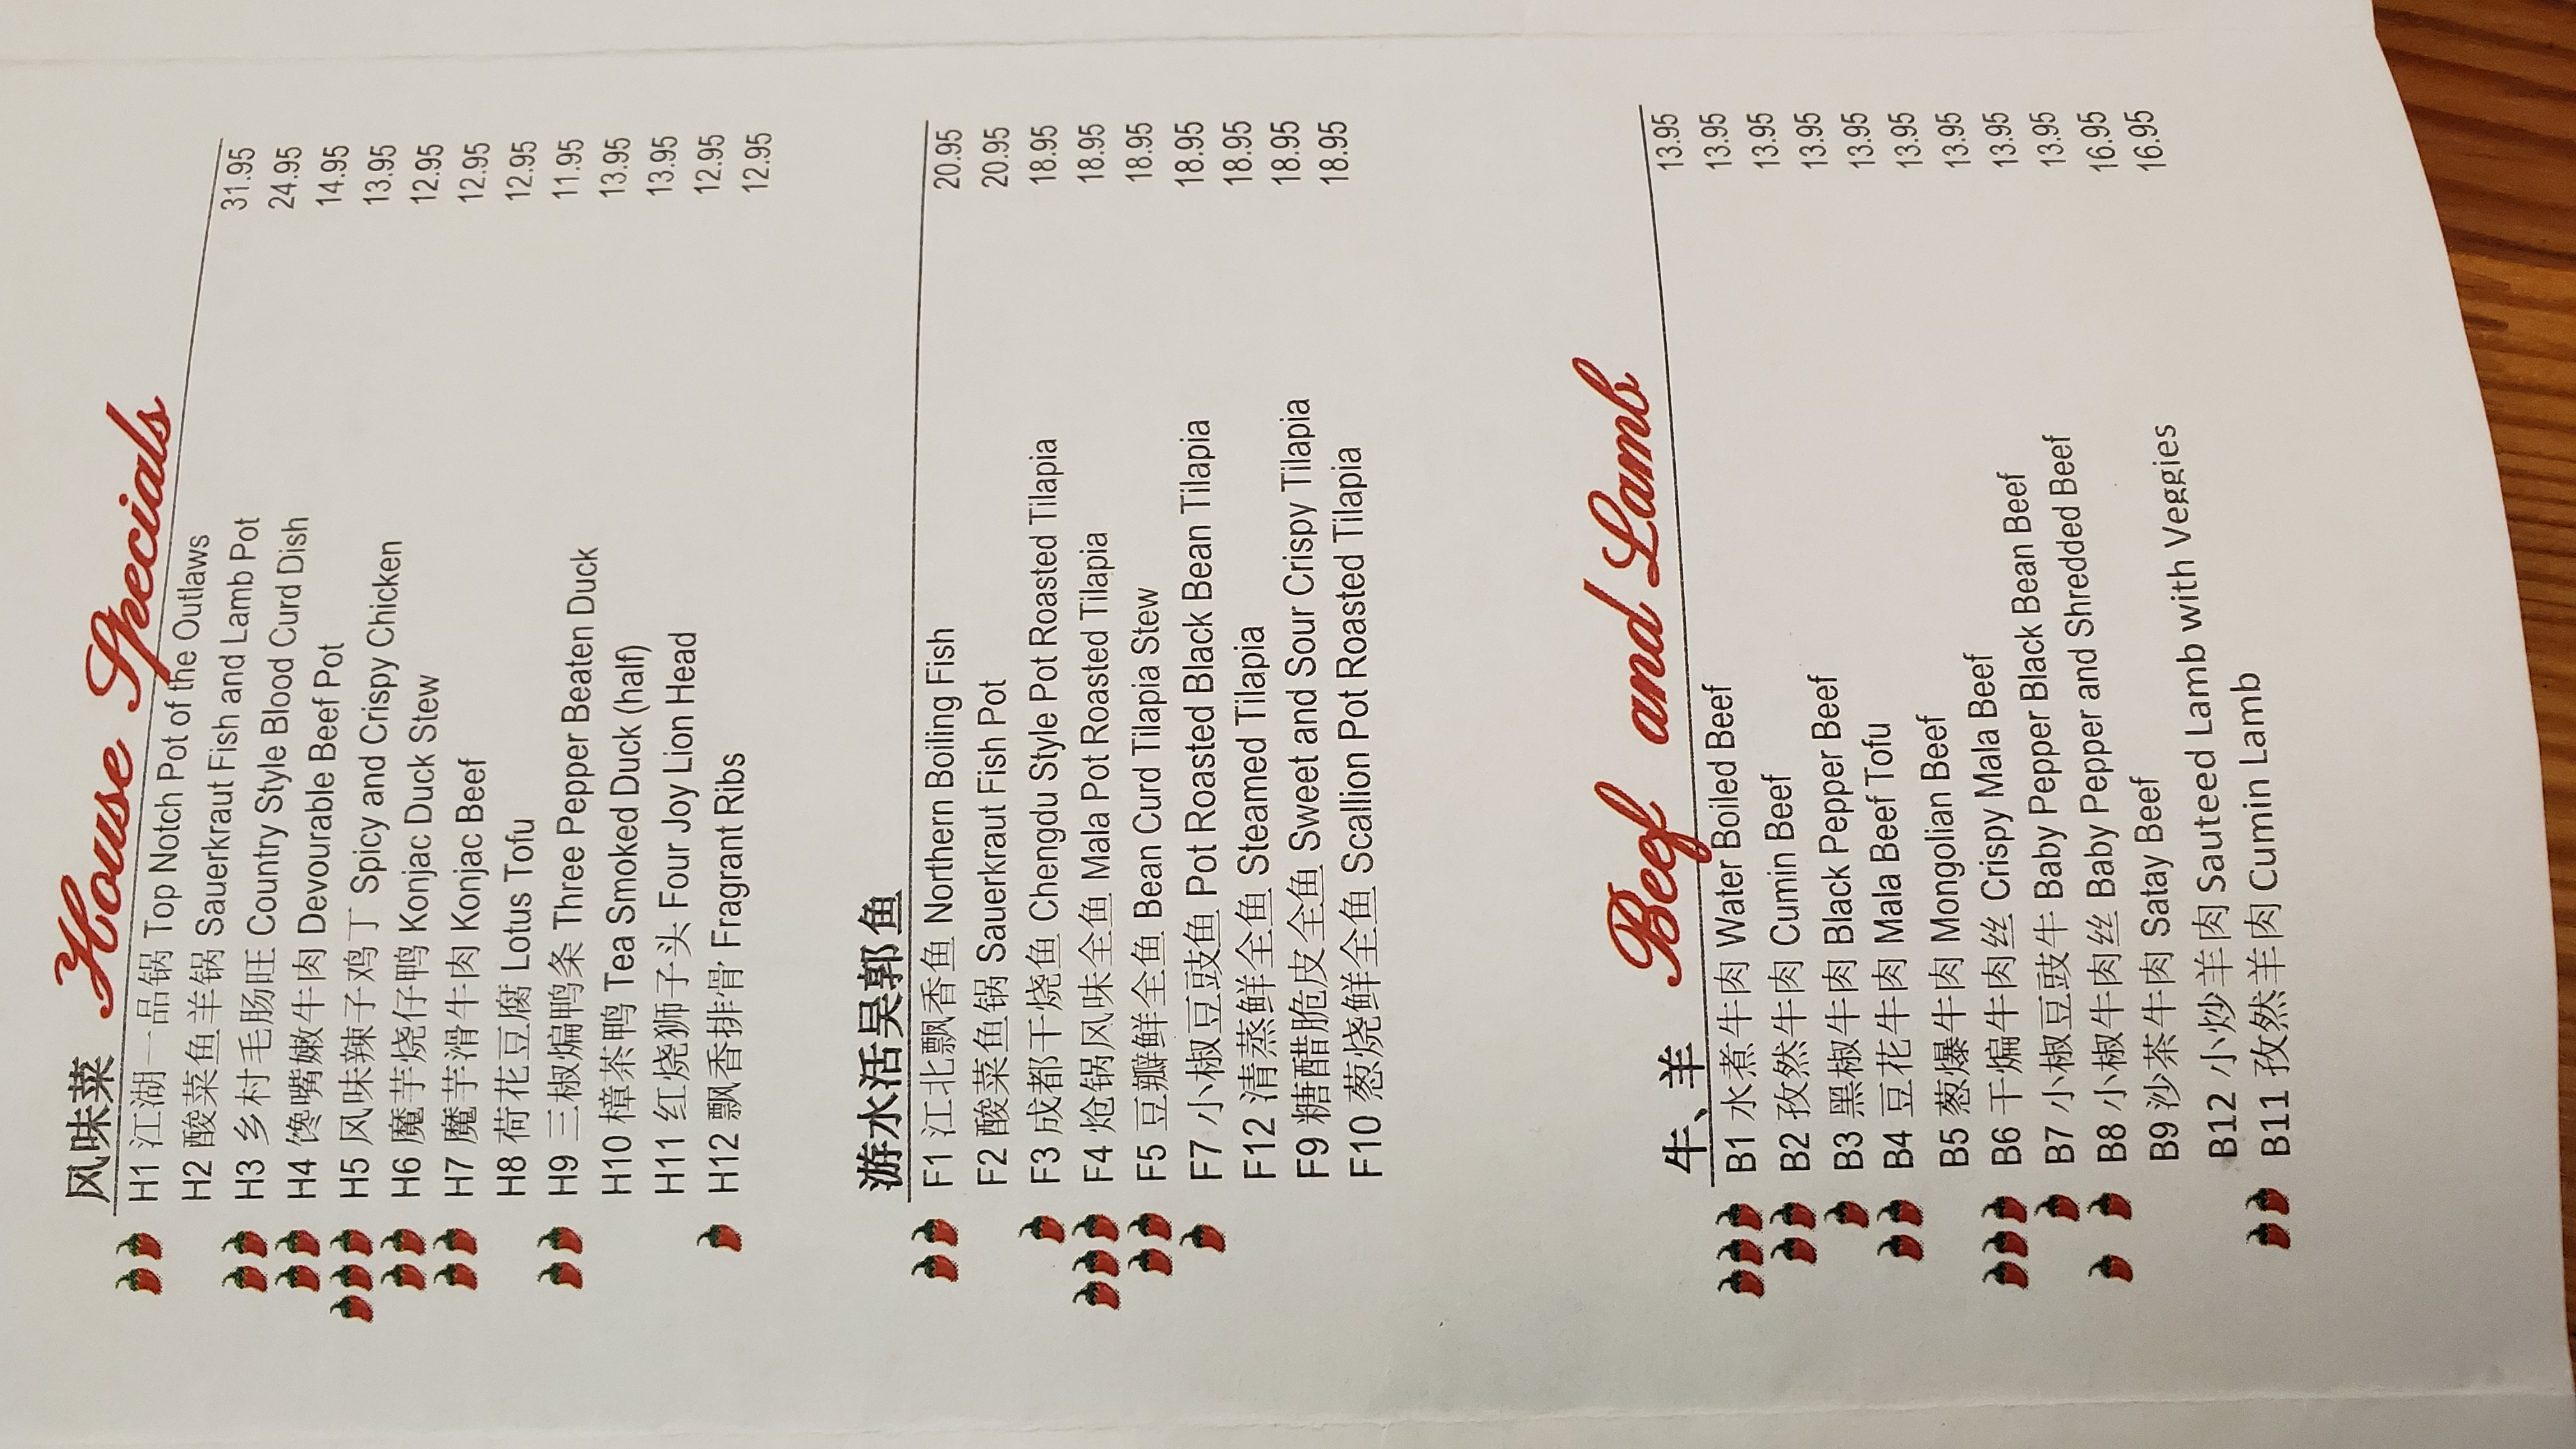 风味菜 House Specials
H1 江湖一品锅 Top Notch Pot of the Outlaws 31.95
H2 酸菜鱼羊锅 Sauerkraut Fish and Lamb Pot 24.95
H3 乡村毛肠旺 Country Style Blood Curd Dish 14.95
H4 馋嘴嫩牛肉 Devourable Beef Pot 13.95
H5 风味辣子鸡丁 Spicy and Crispy Chicken 12.95
H6 魔芋烧仔鸭 Konjac Duck Stew 12.95
H7 魔芋滑牛肉 Konjac Beef 12.95
H8 荷花豆腐 Lotus Tofu 11.95
H9 三椒煸鸭条 Three Pepper Beaten Duck 13.95
H10 樟茶鸭 Tea Smoked Duck (half) 13.95
H11 红烧狮子头 Four Joy Lion Head 12.95
H12 飘香排骨 Fragrant Ribs 12.95
游水活吴郭鱼
F1 江北飘香鱼 Northern Boiling Fish 20.95
F2 酸菜鱼锅 Sauerkraut Fish Pot 20.95
F3 成都干烧鱼 Chengdu Style Pot Roasted Tilapia 18.95
F4 炝锅风味全鱼 Mala Pot Roasted Tilapia 18.95
F5 豆瓣鲜全鱼 Bean Curd Tilapia Stew 18.95
F7 小椒豆豉鱼 Pot Roasted Black Bean Tilapia 18.95
F12 清蒸鲜全鱼 Steamed Tilapia 18.95
F9 糖醋脆皮全鱼 Sweet and Sour Crispy Tilapia 18.95
F10 葱烧鲜全鱼 Scallion Pot Roasted Tilapia 18.95
牛、羊 Beef and Lamb
B1 水煮牛肉 Water Boiled Beef 13.95
B2 孜然牛肉 Cumin Beef 13.95
B3 黑椒牛肉 Black Pepper Beef 13.95
B4 豆花牛肉 Mala Beef Tofu 13.95
B5 葱爆牛肉 Mongolian Beef 13.95
B6 干煸牛肉丝 Crispy Mala Beef 13.95
B7 小椒豆豉牛 Baby Pepper Black Bean Beef 13.95
B8 小椒牛肉丝 Baby Pepper and Shredded Beef 13.95
B9 沙茶牛肉 Satay Beef 13.95
B12 小炒羊肉 Sauteed Lamb with Veggies 16.95
B11 孜然羊肉 Cumin Lamb 16.95